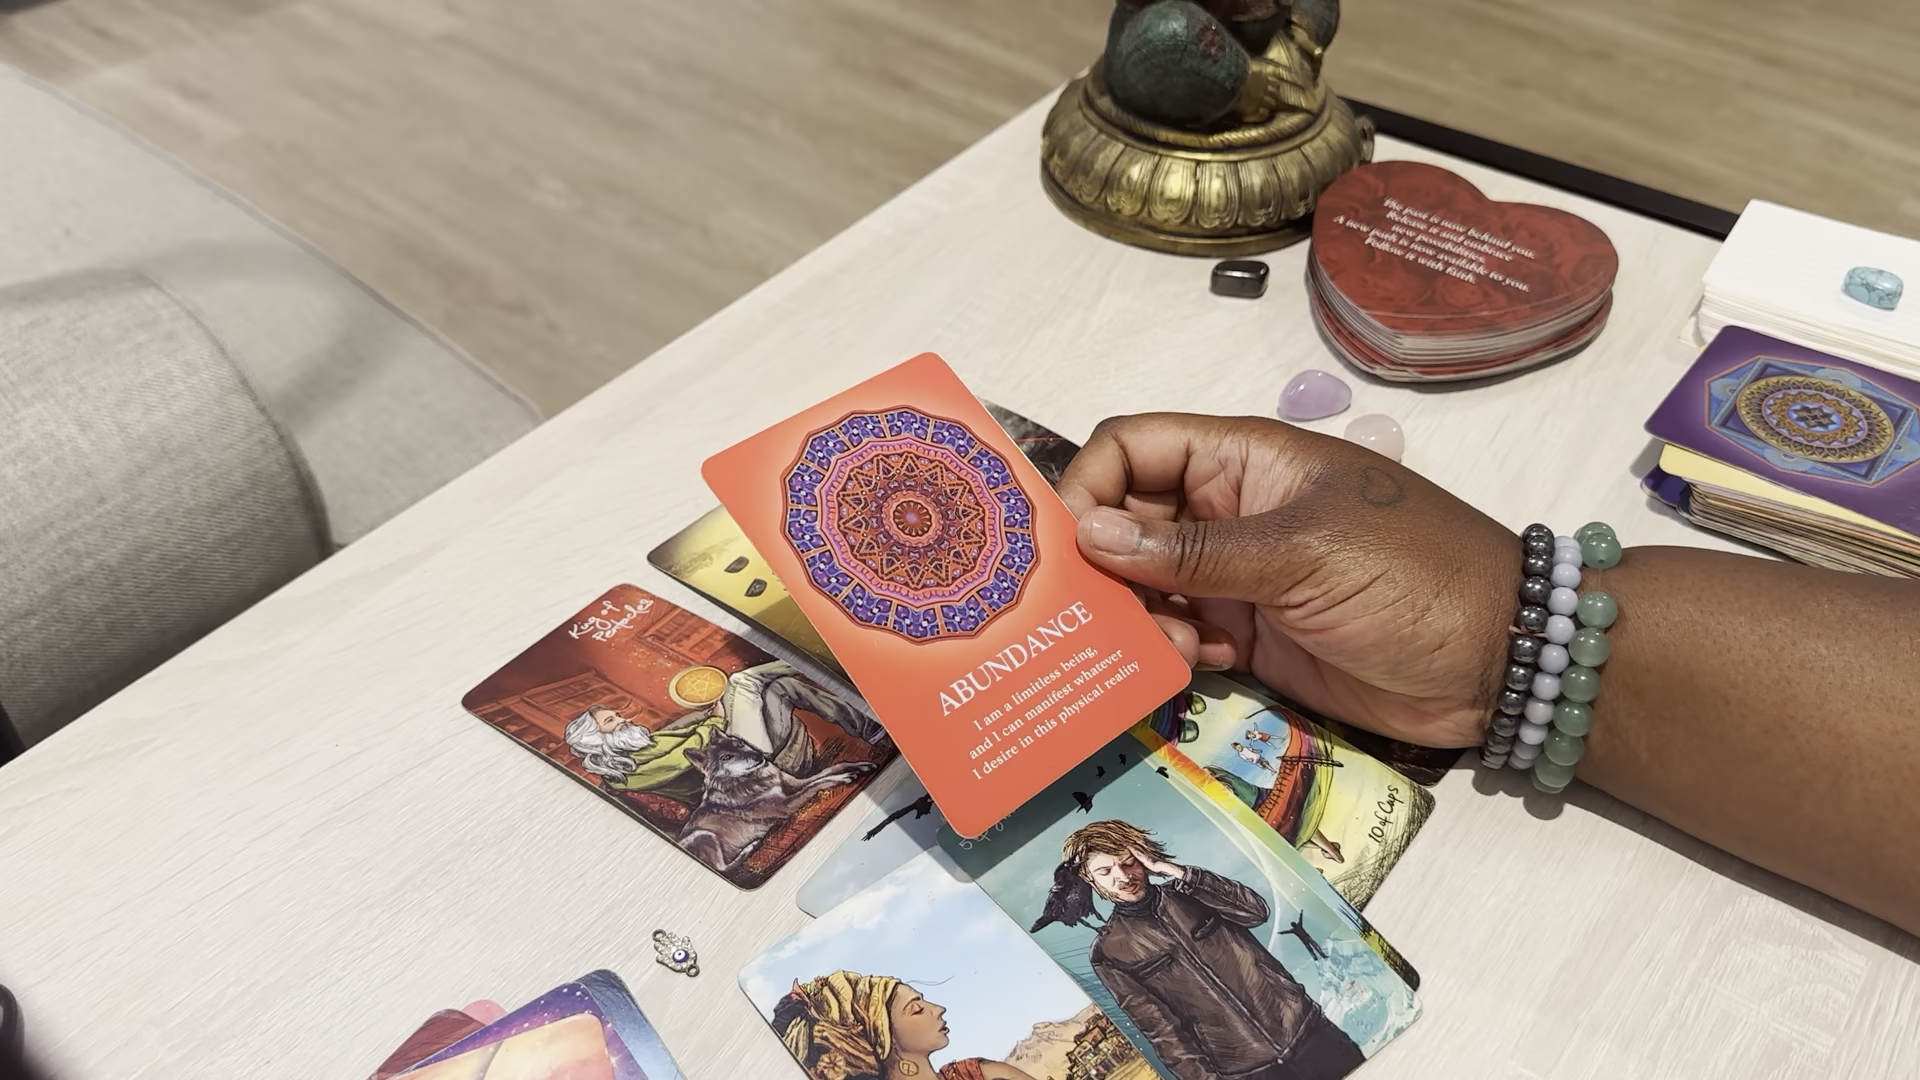 The past is now behind you.
Release it and embrace
new possibilities.
A new path is now available to you.
Follow it with faith.
King of
Pentacles
ABUNDANCE
I am a limitless being,
and I can manifest whatever
I desire in this physical reality
10 of Cups
5 of